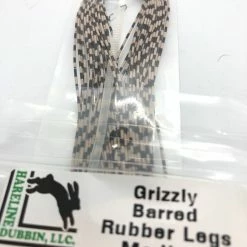 HARELINE
DUBBIN, LLC.
Grizzly
Barred
Rubber Legs